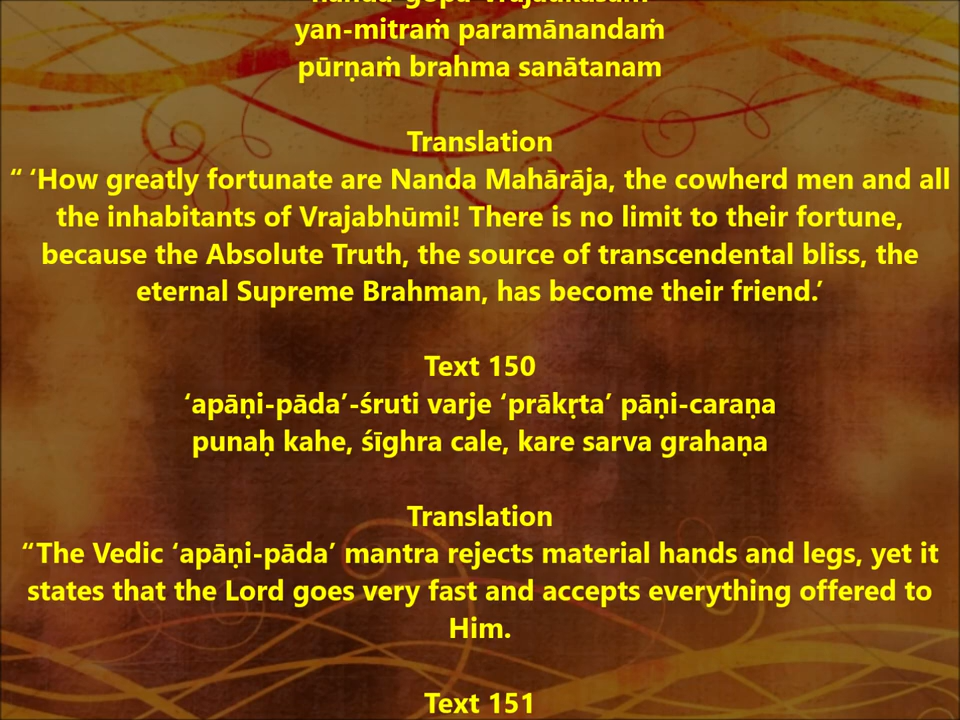 nanda-gopa-vrajaukasām
yan-mitraṁ paramānandaṁ
pūrṇaṁ brahma sanātanam
Translation
“ ‘How greatly fortunate are Nanda Mahārāja, the cowherd men and all
the inhabitants of Vrajabhūmi! There is no limit to their fortune,
because the Absolute Truth, the source of transcendental bliss, the
eternal Supreme Brahman, has become their friend.’
Text 150
‘apāṇi-pāda’-śruti varje ‘prākṛta’ pāṇi-caraṇa
punaḥ kahe, śīghra cale, kare sarva grahaṇa
Translation
“The Vedic ‘apāṇi-pāda’ mantra rejects material hands and legs, yet it
states that the Lord goes very fast and accepts everything offered to
Him.
Text 151